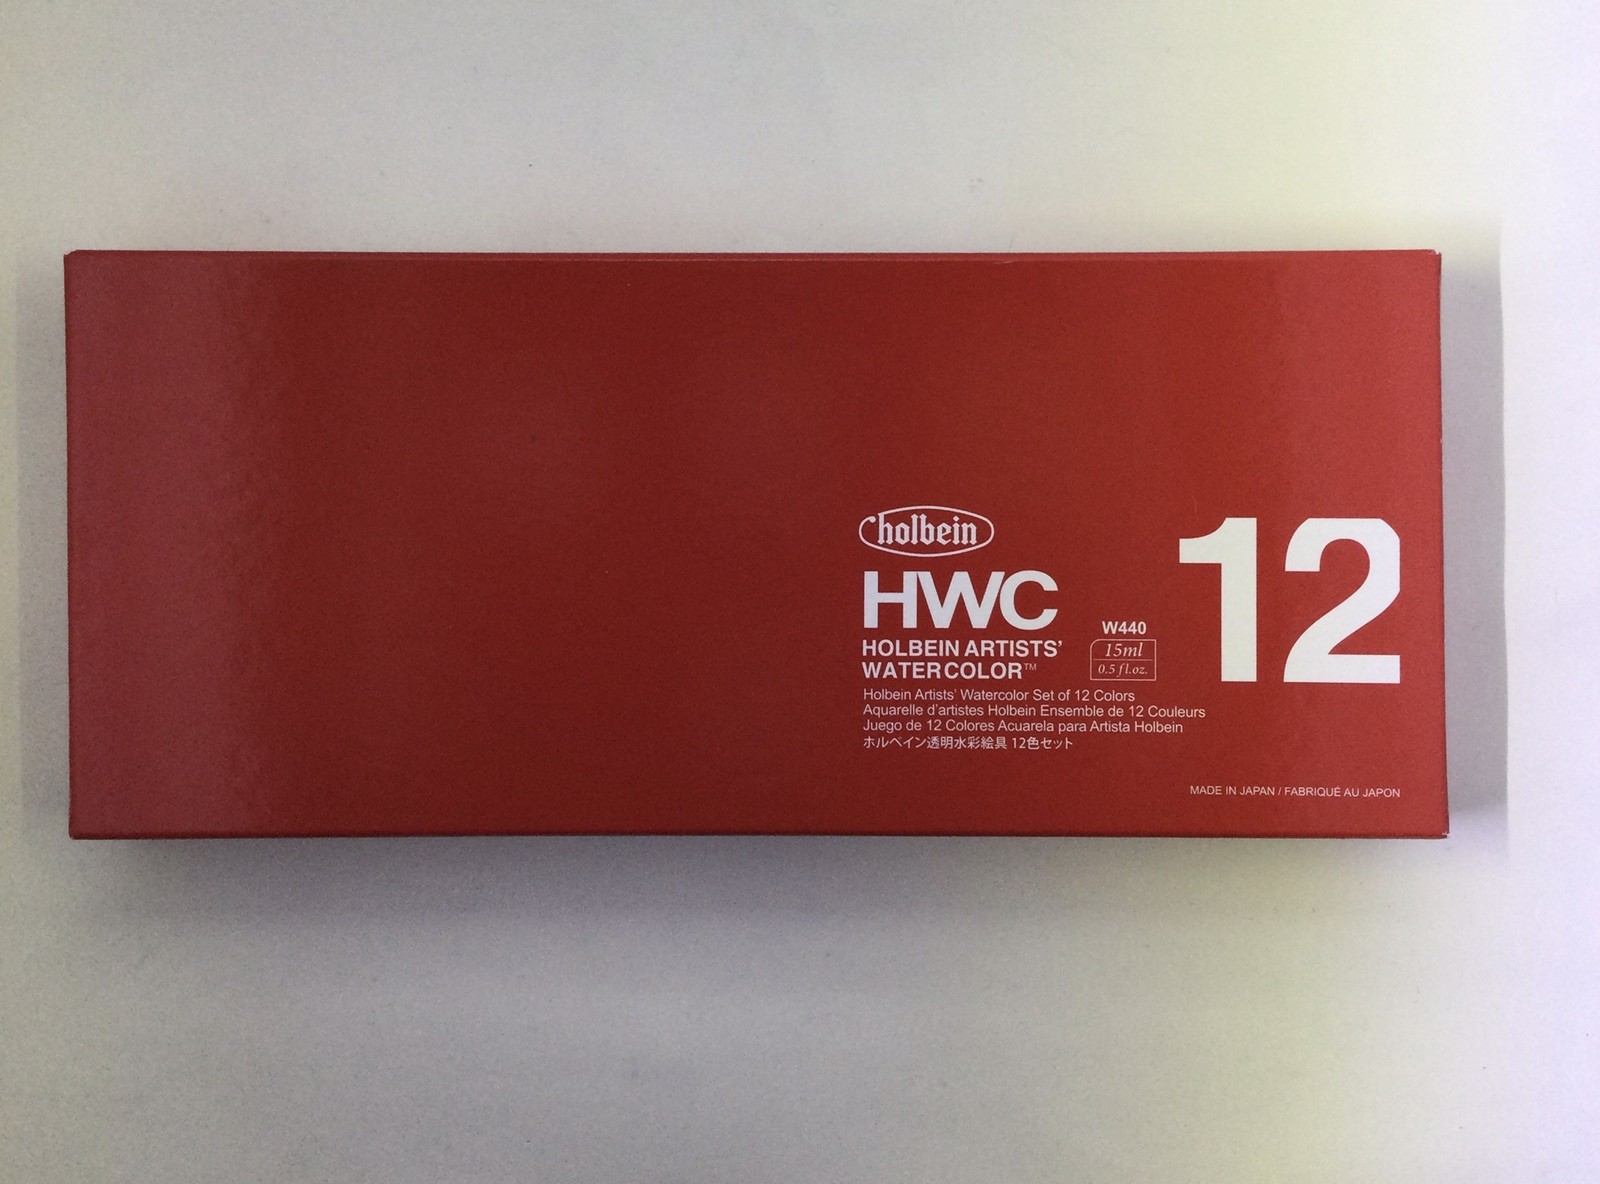 holbein
HWC
HOLBEIN ARTISTS'
WATERCOLOR™
W440
15ml
0.5 fl.oz.
12
Holbein Artists' Watercolor Set of 12 Colors
Aquarelle d'artistes Holbein Ensemble de 12 Couleurs
Juego de 12 Colores Acuarela para Artista Holbein
ホルベイン透明水彩絵具 12色セット
MADE IN JAPAN / FABRIQUÉ AU JAPON